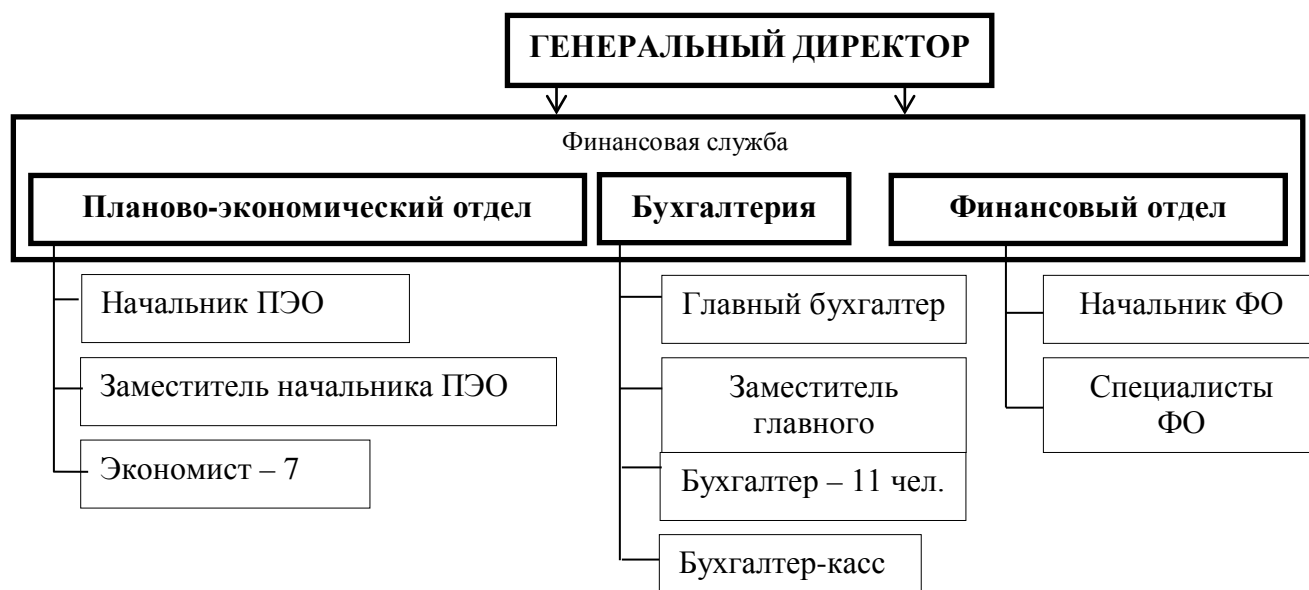 ГЕНЕРАЛЬНЫЙ ДИРЕКТОР
Финансовая служба
Планово-экономический отдел
Бухгалтерия
Финансовый отдел
Начальник ПЭО
Заместитель начальника ПЭО
Экономист – 7
Главный бухгалтер
Заместитель
главного
Бухгалтер – 11 чел.
Бухгалтер-касс
Начальник ФО
Специалисты
ФО